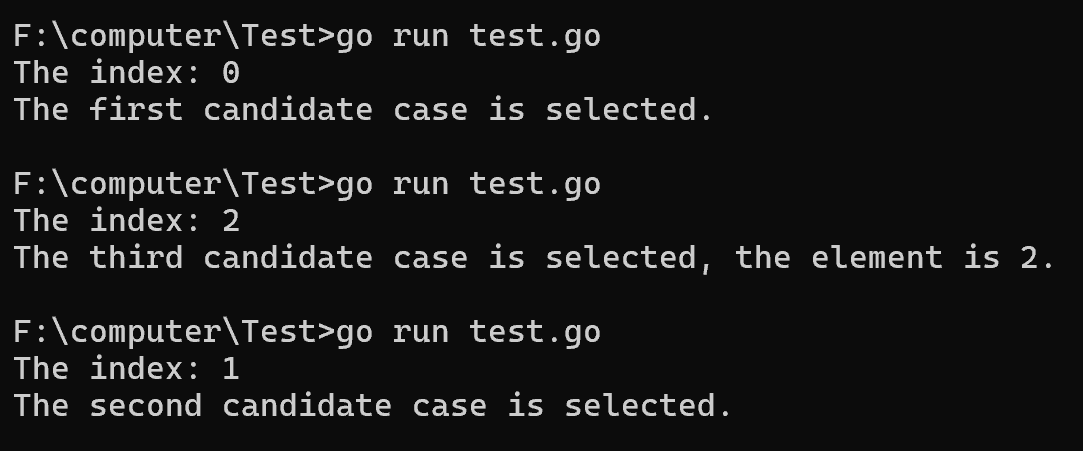 F:\computer\Test>go run test.go
The index: 0
The first candidate case is selected.
F:\computer\Test>go run test.go
The index: 2
The third candidate case is selected, the element is 2.
F:\computer\Test>go run test.go
The index: 1
The second candidate case is selected.